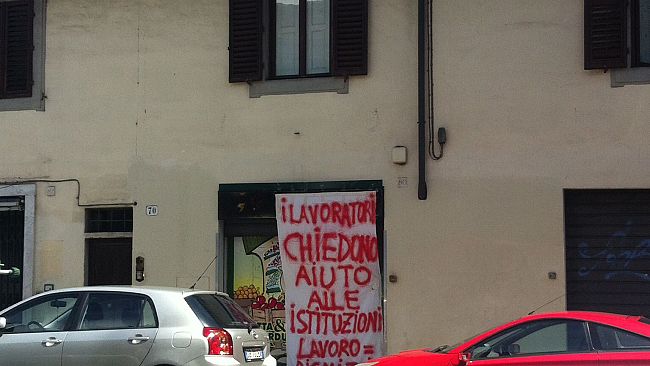 i LAVORATORI
CHIEDONO
AIUTO
ALLE
ISTITUZIONI
LAVORO =
70